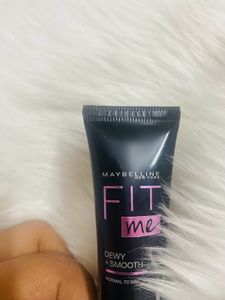 MAYBELLINE
NEW YORK
FIT
me
DEWY
+ SMOOTH
NORMAL TO